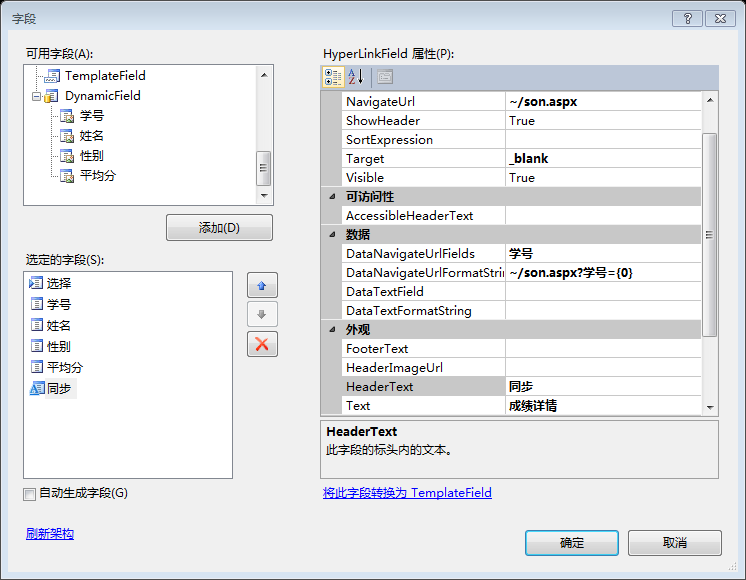 字段
可用字段(A):
TemplateField
DynamicField
学号
姓名
性别
平均分
添加(D)
选定的字段(S):
选择
学号
姓名
性别
平均分
同步
自动生成字段(G)
刷新架构
HyperLinkField 属性(P):
NavigateUrl ~/son.aspx
ShowHeader True
SortExpression
Target _blank
Visible True
可访问性
AccessibleHeaderText
数据
DataNavigateUrlFields 学号
DataNavigateUrlFormatStrin ~/son.aspx?学号={0}
DataTextField
DataTextFormatString
外观
FooterText
HeaderImageUrl
HeaderText 同步
Text 成绩详情
HeaderText
此字段的标头内的文本。
将此字段转换为 TemplateField
确定 取消